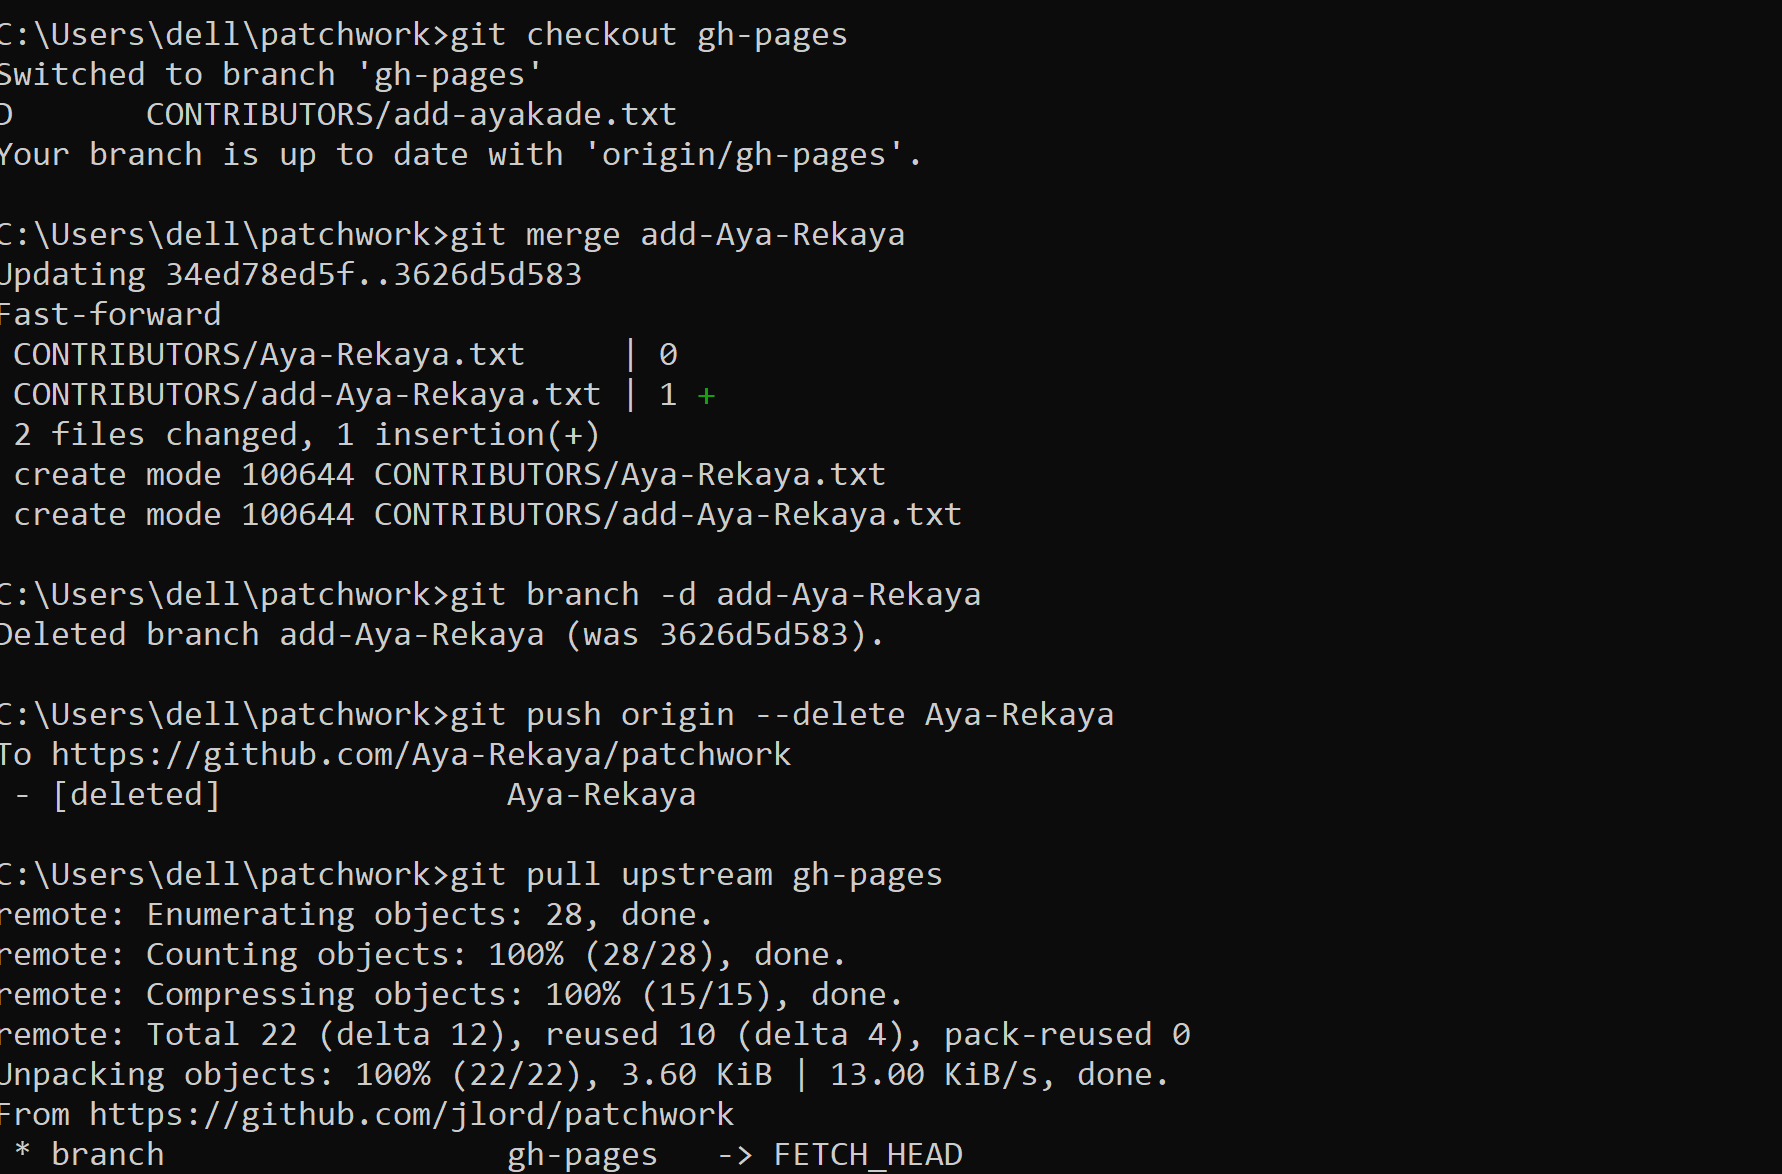 C:\Users\dell\patchwork>git checkout gh-pages
Switched to branch 'gh-pages'
D       CONTRIBUTORS/add-ayakade.txt
Your branch is up to date with 'origin/gh-pages'.

C:\Users\dell\patchwork>git merge add-Aya-Rekaya
Updating 34ed78ed5f..3626d5d583
Fast-forward
 CONTRIBUTORS/Aya-Rekaya.txt     | 0
 CONTRIBUTORS/add-Aya-Rekaya.txt | 1 +
 2 files changed, 1 insertion(+)
 create mode 100644 CONTRIBUTORS/Aya-Rekaya.txt
 create mode 100644 CONTRIBUTORS/add-Aya-Rekaya.txt

C:\Users\dell\patchwork>git branch -d add-Aya-Rekaya
Deleted branch add-Aya-Rekaya (was 3626d5d583).

C:\Users\dell\patchwork>git push origin --delete Aya-Rekaya
To https://github.com/Aya-Rekaya/patchwork
 - [deleted]               Aya-Rekaya

C:\Users\dell\patchwork>git pull upstream gh-pages
remote: Enumerating objects: 28, done.
remote: Counting objects: 100% (28/28), done.
remote: Compressing objects: 100% (15/15), done.
remote: Total 22 (delta 12), reused 10 (delta 4), pack-reused 0
Unpacking objects: 100% (22/22), 3.60 KiB | 13.00 KiB/s, done.
From https://github.com/jlord/patchwork
 * branch                  gh-pages   -> FETCH_HEAD